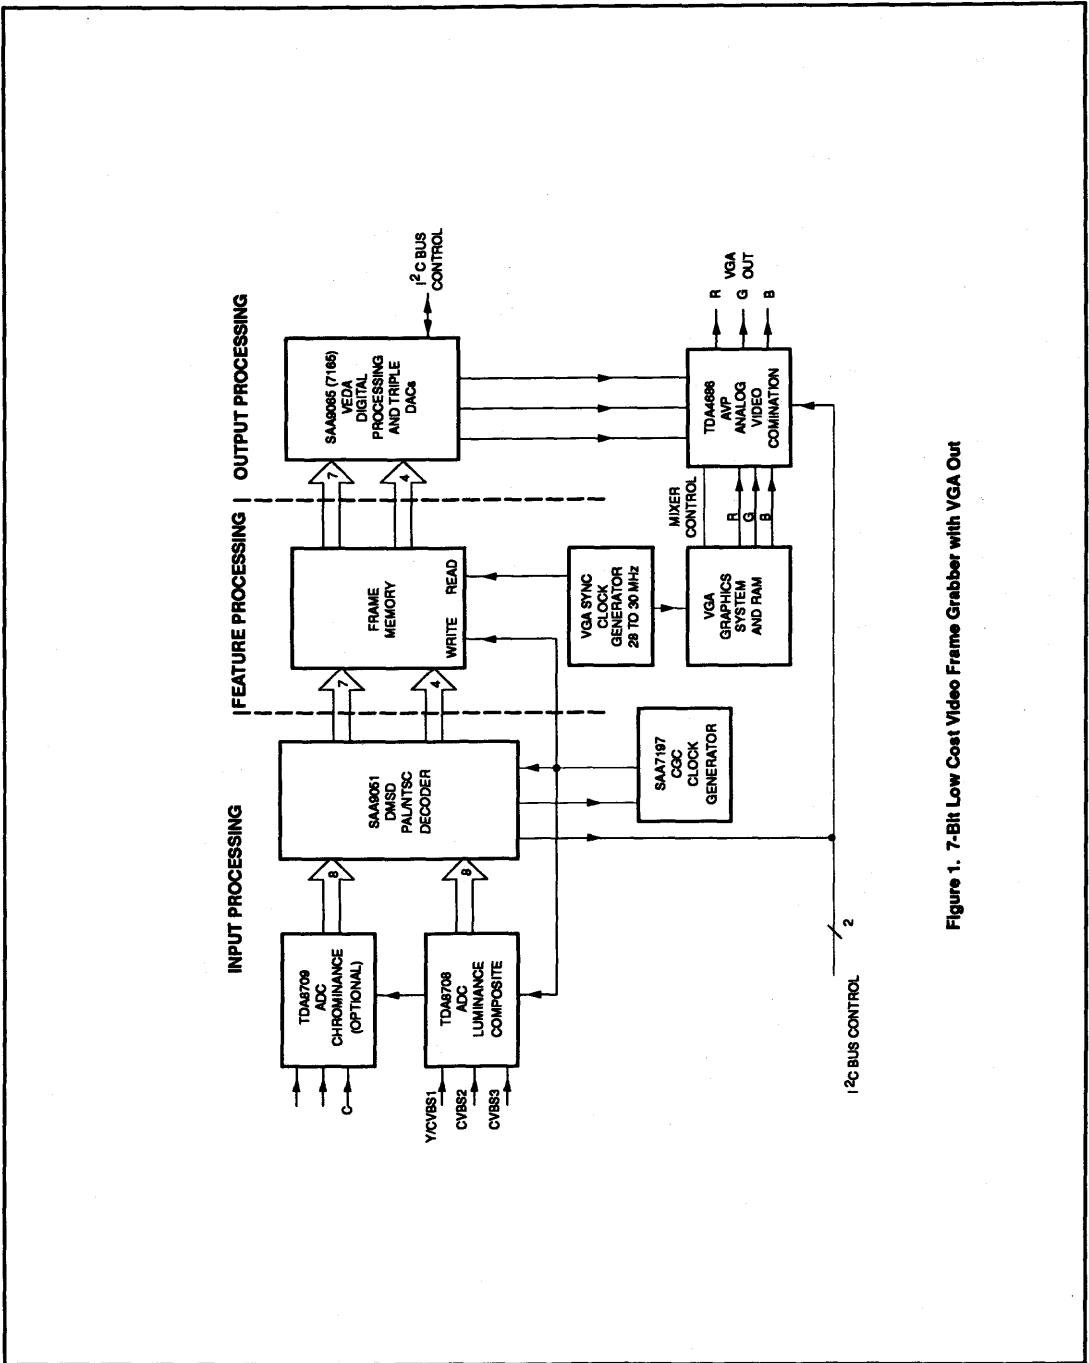 INPUT PROCESSING
FEATURE PROCESSING
OUTPUT PROCESSING
TDA8709
ADC
CHROMINANCE
(OPTIONAL)
C
8
TDA8708
ADC
LUMINANCE
COMPOSITE
Y/CVBS1
CVBS2
CVBS3
8
SAA9051
DMSD
PAL/NTSC
DECODER
7
4
SAA7197
CGC
CLOCK
GENERATOR
FRAME
MEMORY
WRITE READ
7
4
VGA SYNC
CLOCK
GENERATOR
28 TO 30 MHz
VGA
GRAPHICS
SYSTEM
AND RAM
MIXER
CONTROL
R
G
B
SAA9065 (7165)
VEDA
DIGITAL
PROCESSING
AND TRIPLE
DACs
I2C BUS
CONTROL
TDA4686
AVP
ANALOG
VIDEO
COMINATION
R
G
B
VGA
OUT
I2C BUS CONTROL
2
Figure 1. 7-Bit Low Cost Video Frame Grabber with VGA Out